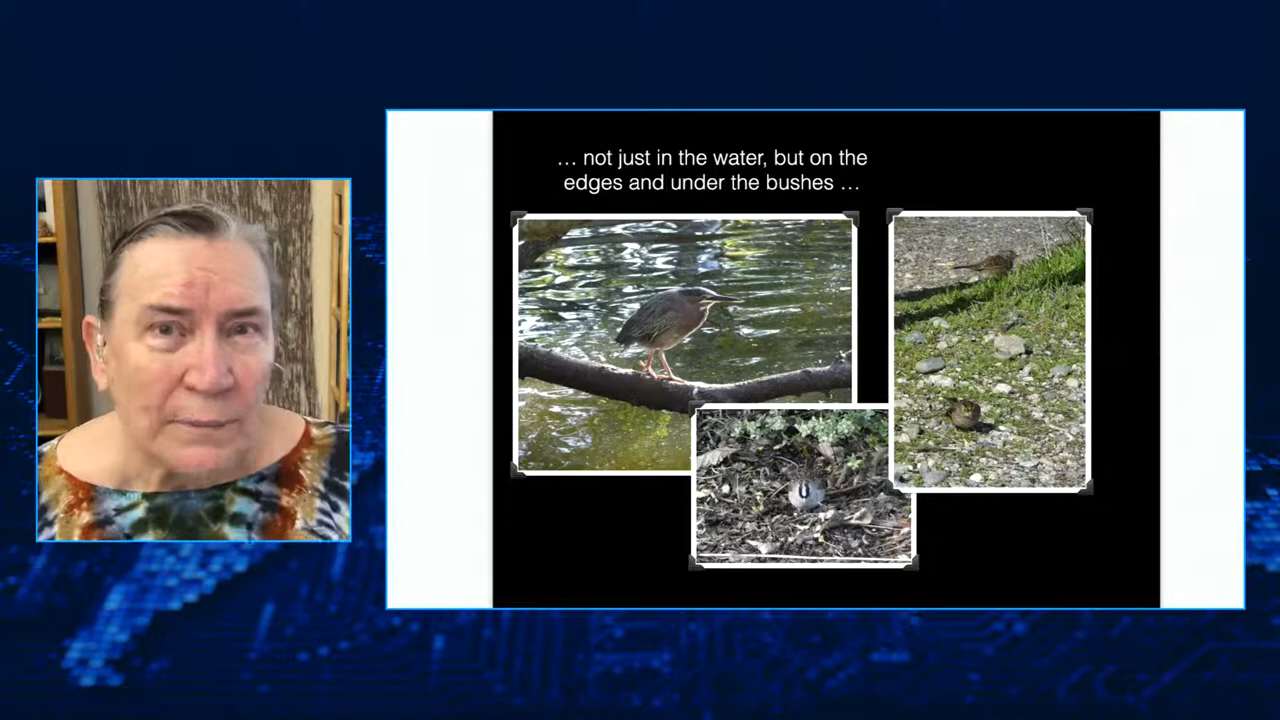 … not just in the water, but on the
edges and under the bushes …